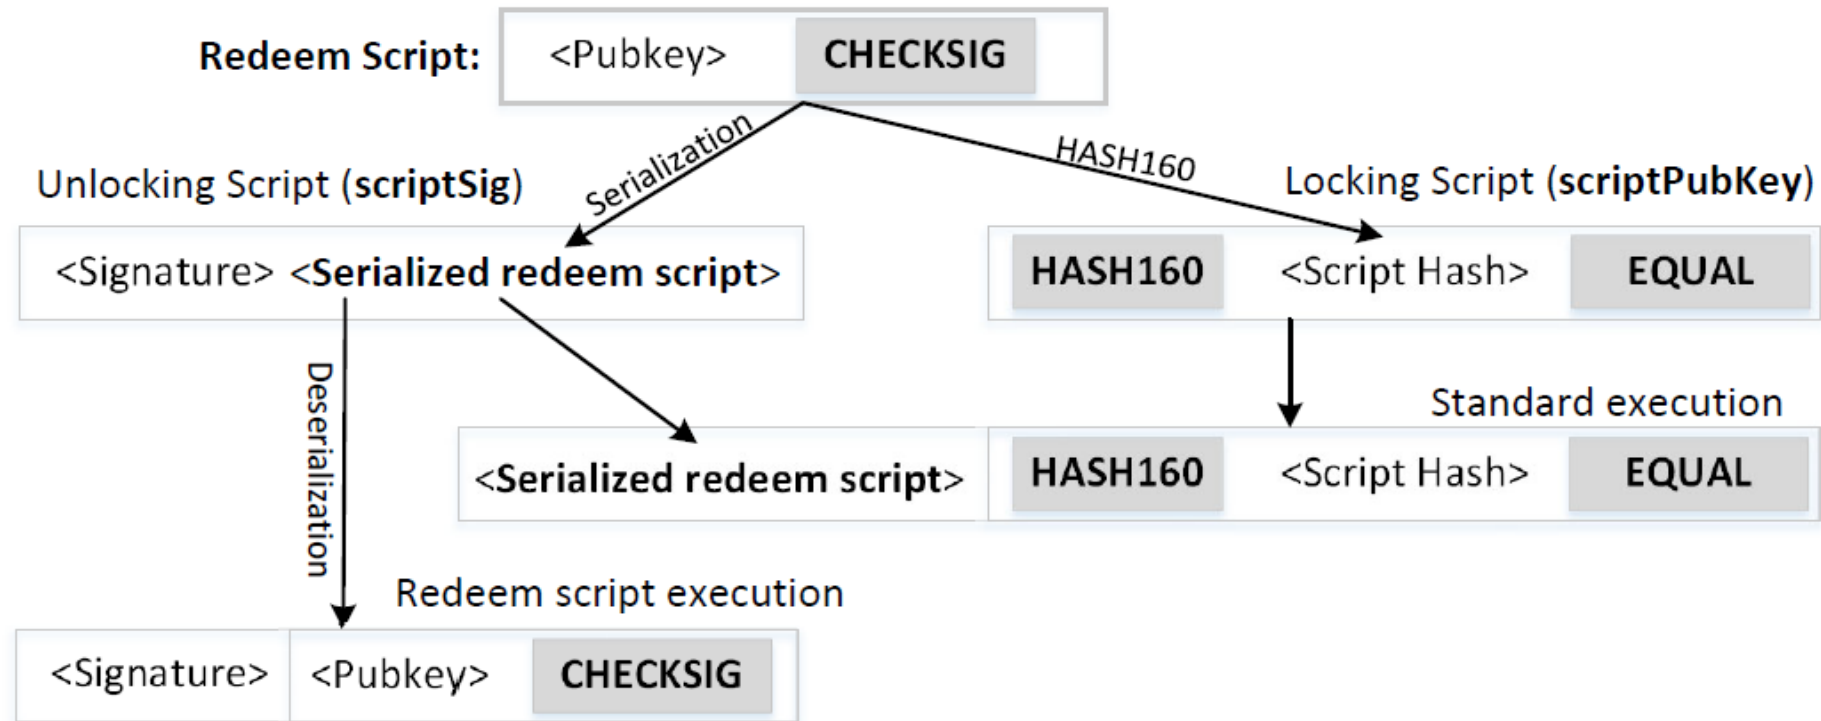 Redeem Script: <Pubkey> CHECKSIG
Serialization
HASH160
Unlocking Script (scriptSig)
Locking Script (scriptPubKey)
<Signature> <Serialized redeem script>
HASH160 <Script Hash> EQUAL
Deserialization
Standard execution
<Serialized redeem script> HASH160 <Script Hash> EQUAL
Redeem script execution
<Signature> <Pubkey> CHECKSIG